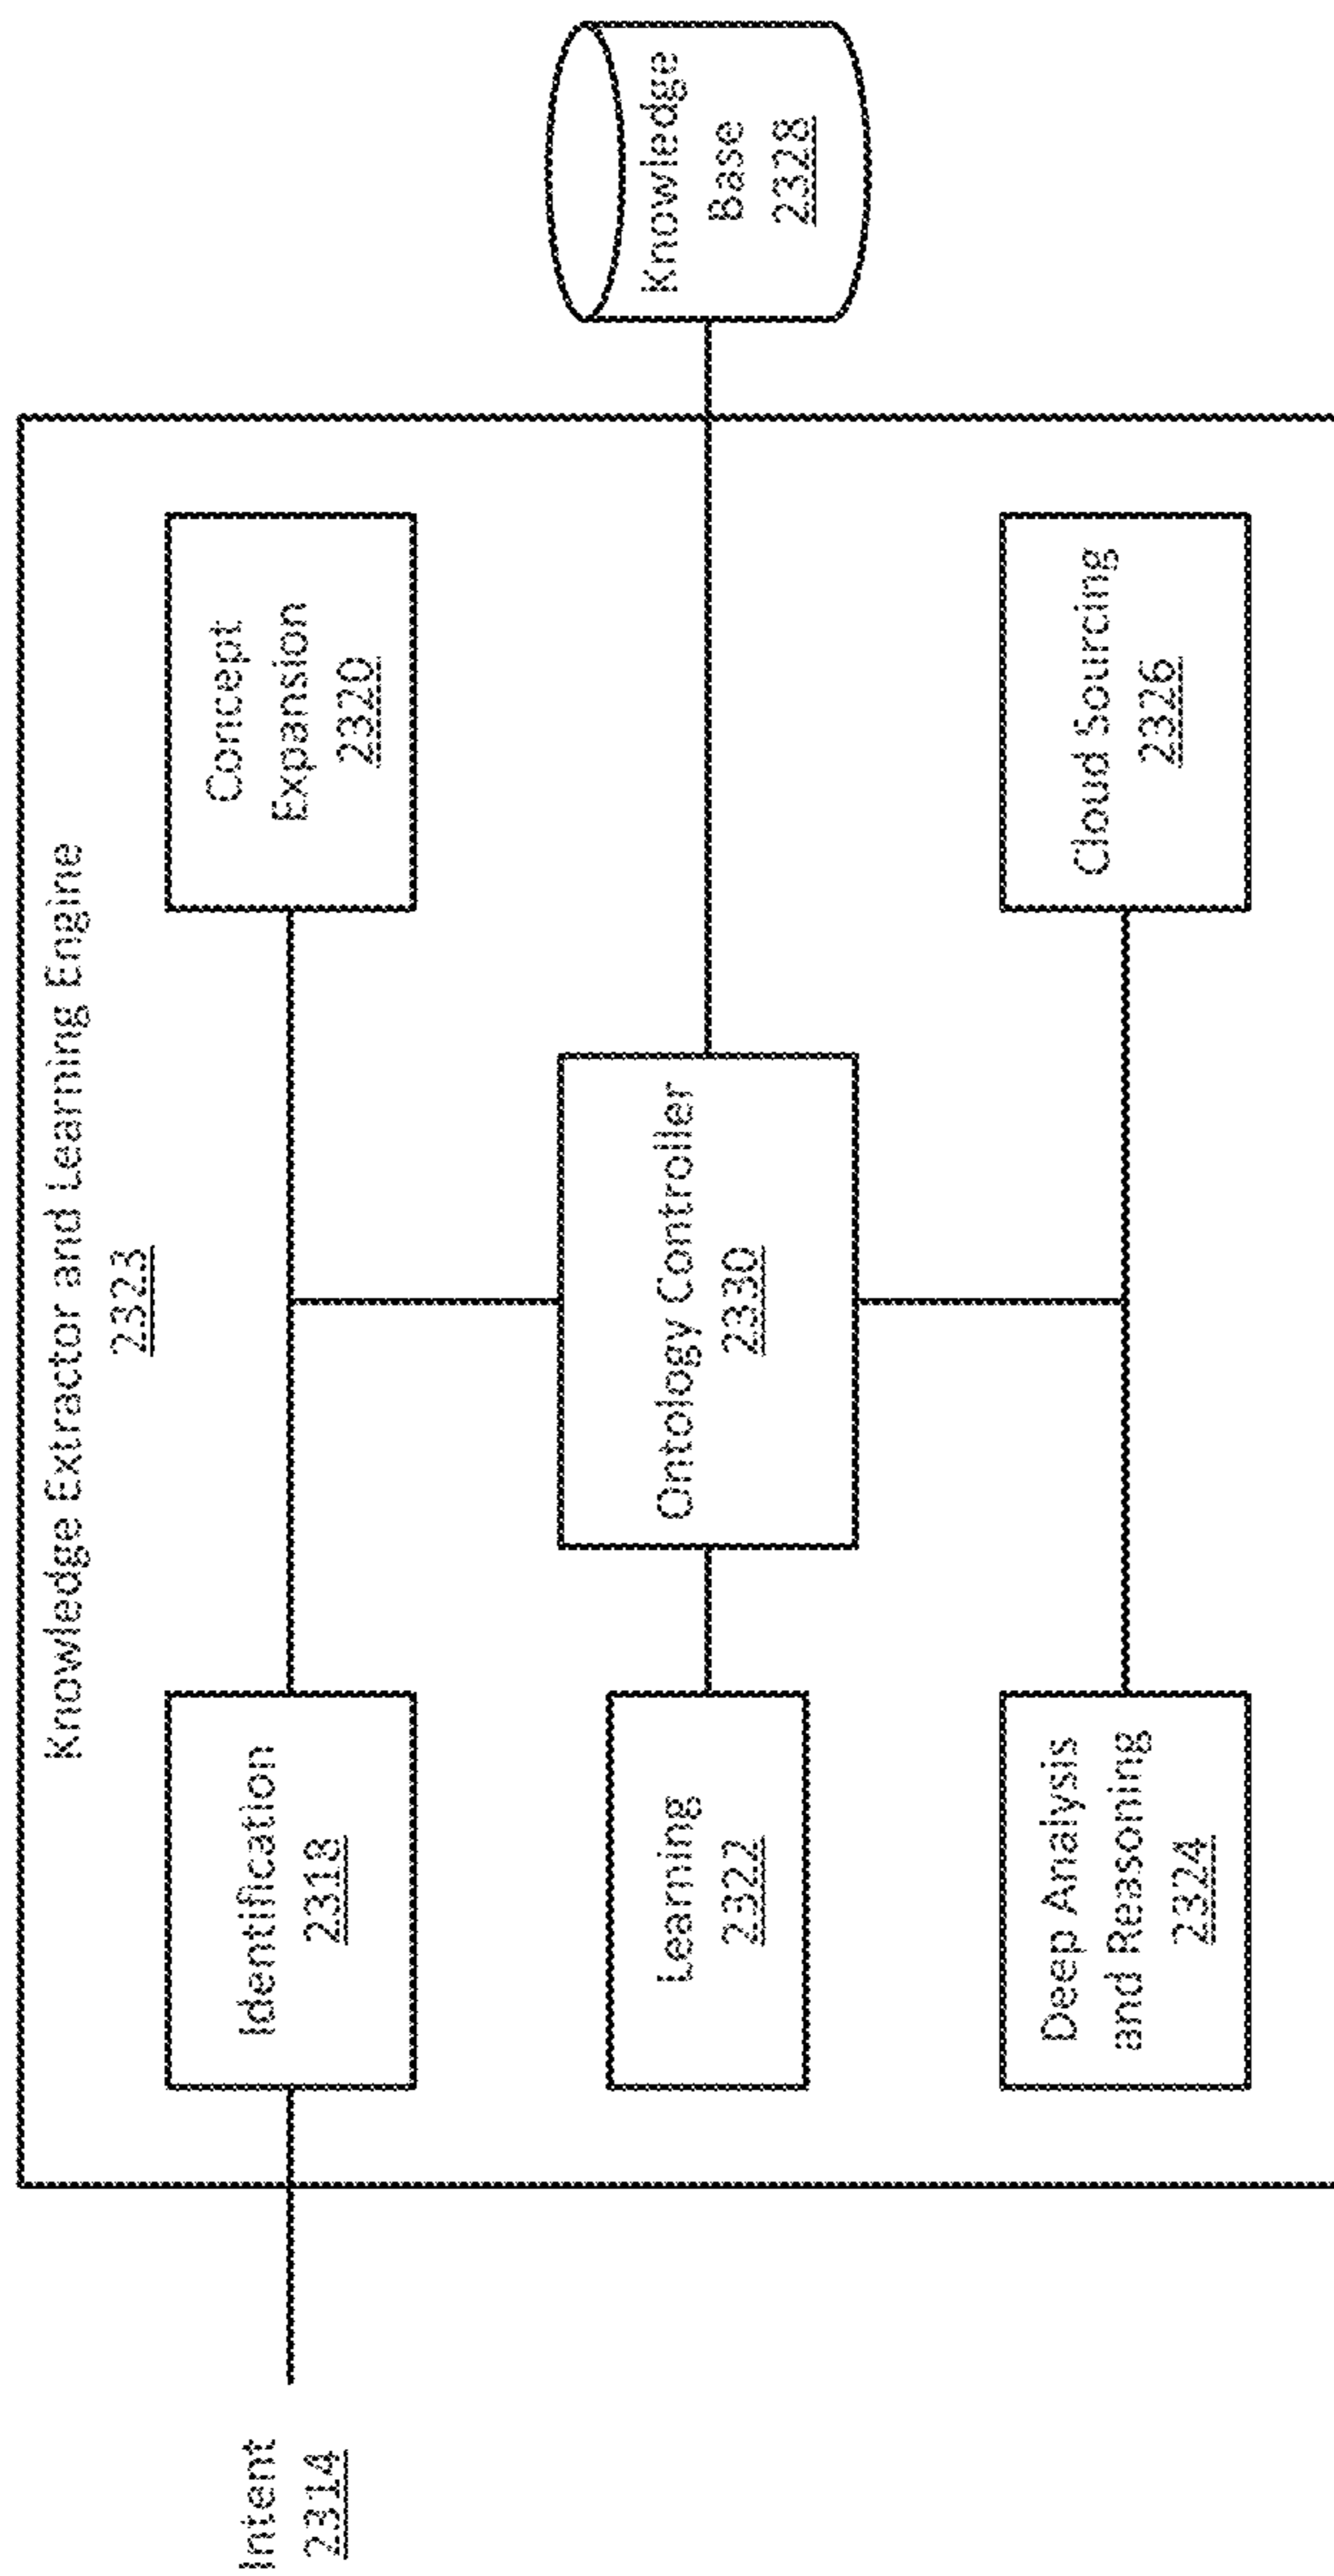 Knowledge Extractor and Learning Engine
2323
Intent
2314
Identification
2318
Concept
Expansion
2320
Learning
2322
Ontology Controller
2330
Knowledge
Base
2328
Deep Analysis
and Reasoning
2324
Cloud Sourcing
2326